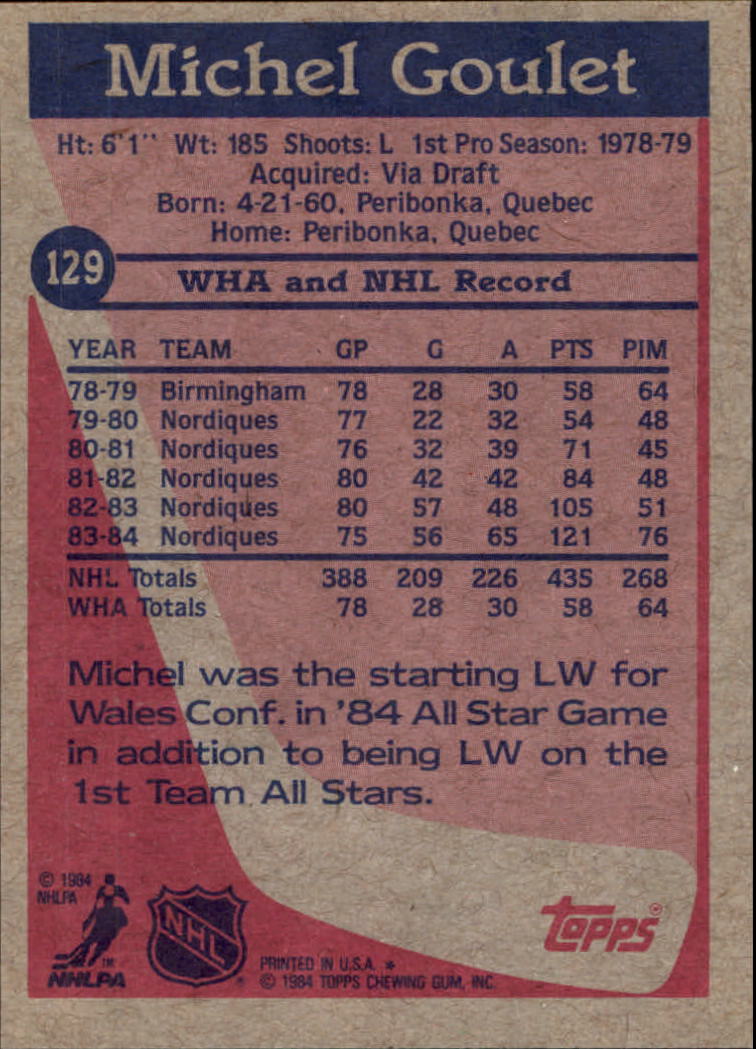 Michel Goulet
Ht: 6'1" Wt: 185 Shoots: L 1st Pro Season: 1978-79
Acquired: Via Draft
Born: 4-21-60, Peribonka, Quebec
Home: Peribonka, Quebec
129
WHA and NHL Record
YEAR TEAM GP G A PTS PIM
78-79 Birmingham 78 28 30 58 64
79-80 Nordiques 77 22 32 54 48
80-81 Nordiques 76 32 39 71 45
81-82 Nordiques 80 42 42 84 48
82-83 Nordiques 80 57 48 105 51
83-84 Nordiques 75 56 65 121 76
NHL Totals 388 209 226 435 268
WHA Totals 78 28 30 58 64
Michel was the starting LW for
Wales Conf. in '84 All Star Game
in addition to being LW on the
1st Team All Stars.
© 1984
NHLPA
TM
NHLPA
NHL
®
PRINTED IN U.S.A. *
© 1984 TOPPS CHEWING GUM, INC.
topps®